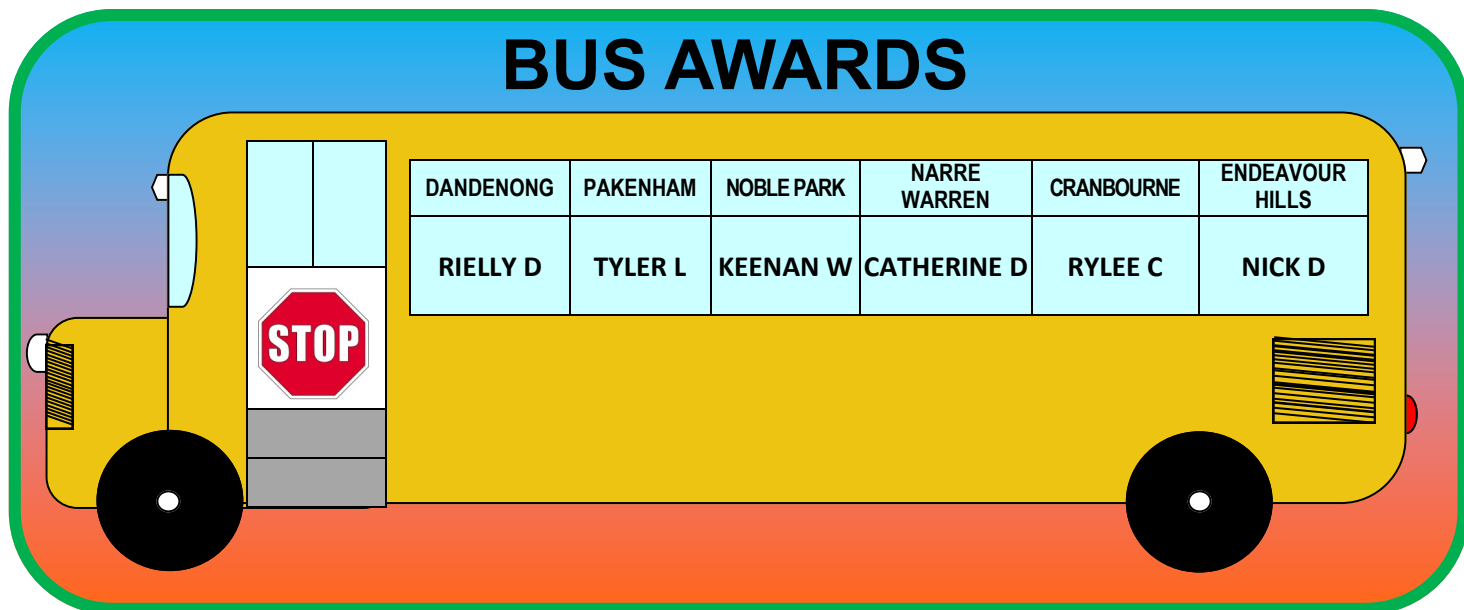 BUS AWARDS
DANDENONG PAKENHAM NOBLE PARK NARRE WARREN CRANBOURNE ENDEAVOUR HILLS
RIELLY D TYLER L KEENAN W CATHERINE D RYLEE C NICK D
STOP